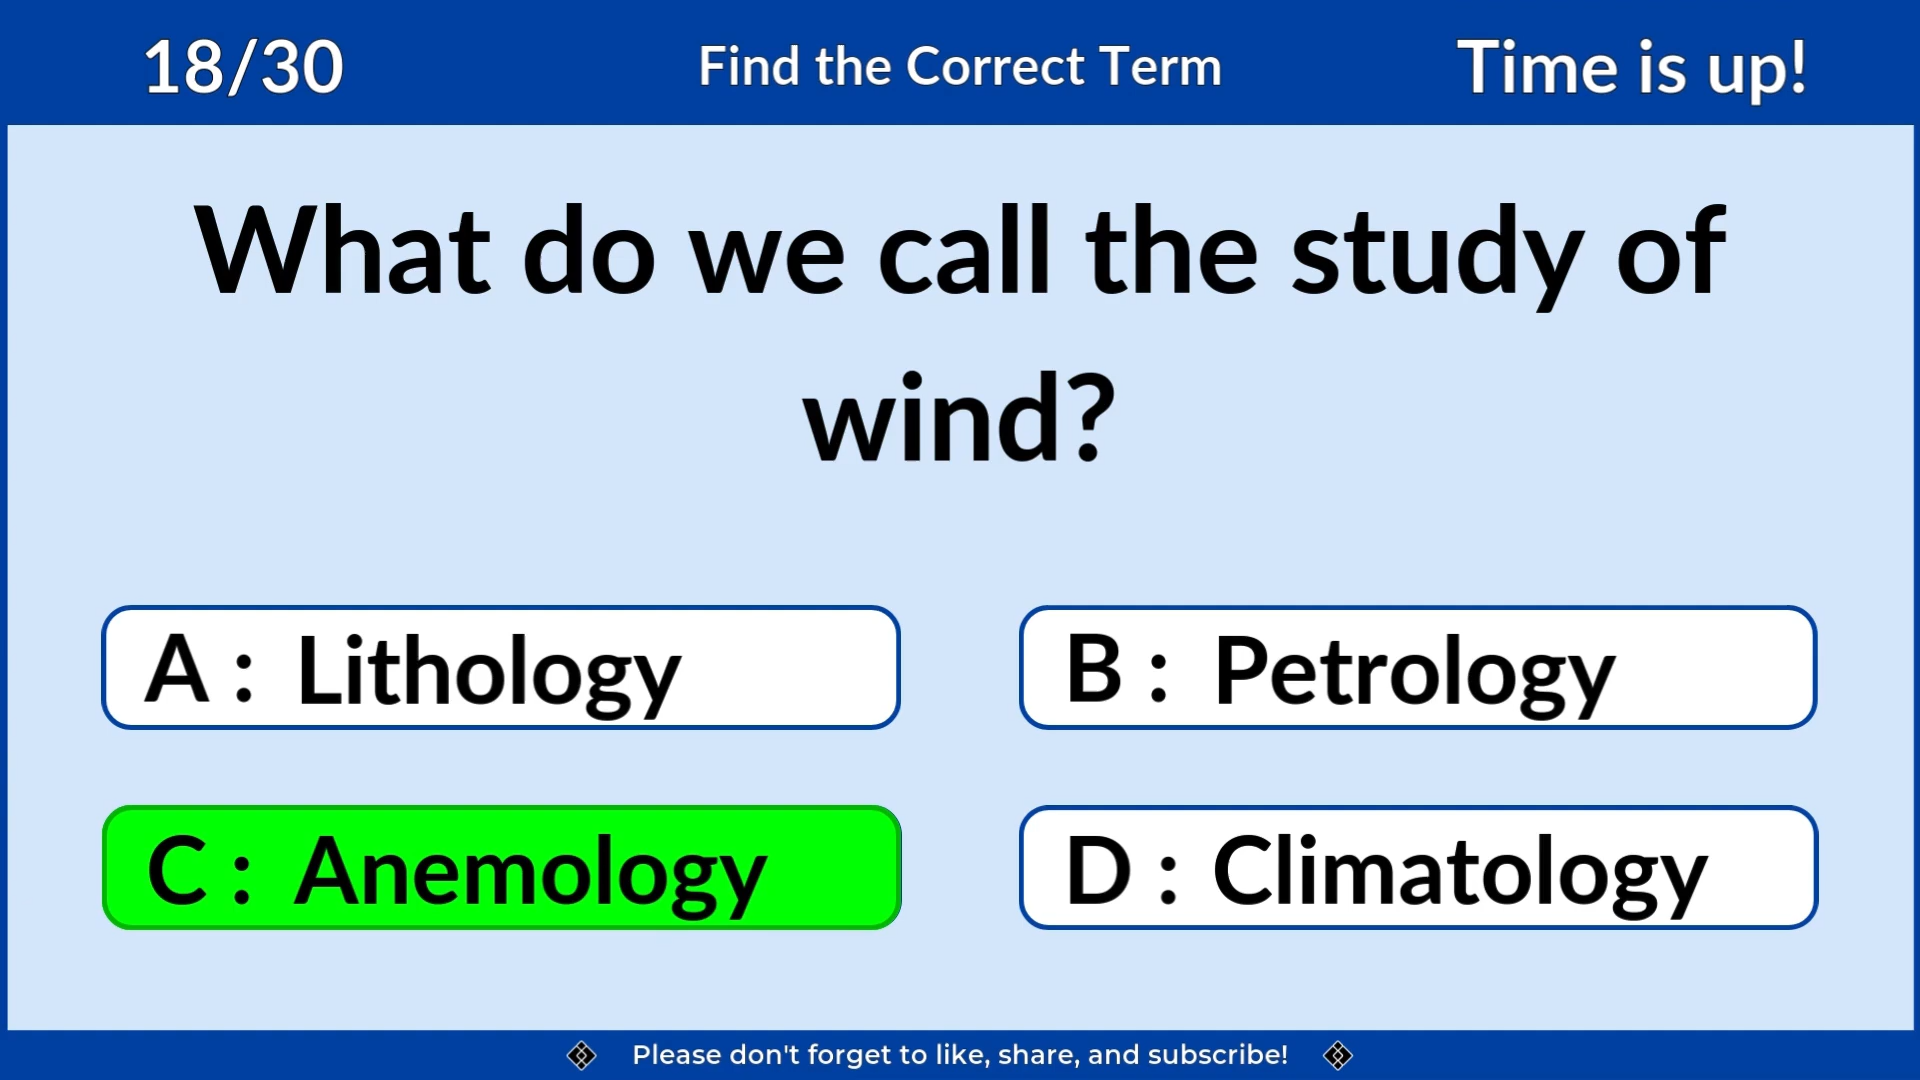 18/30
Find the Correct Term
Time is up!
What do we call the study of
wind?
A : Lithology
B : Petrology
C : Anemology
D : Climatology
Please don't forget to like, share, and subscribe!